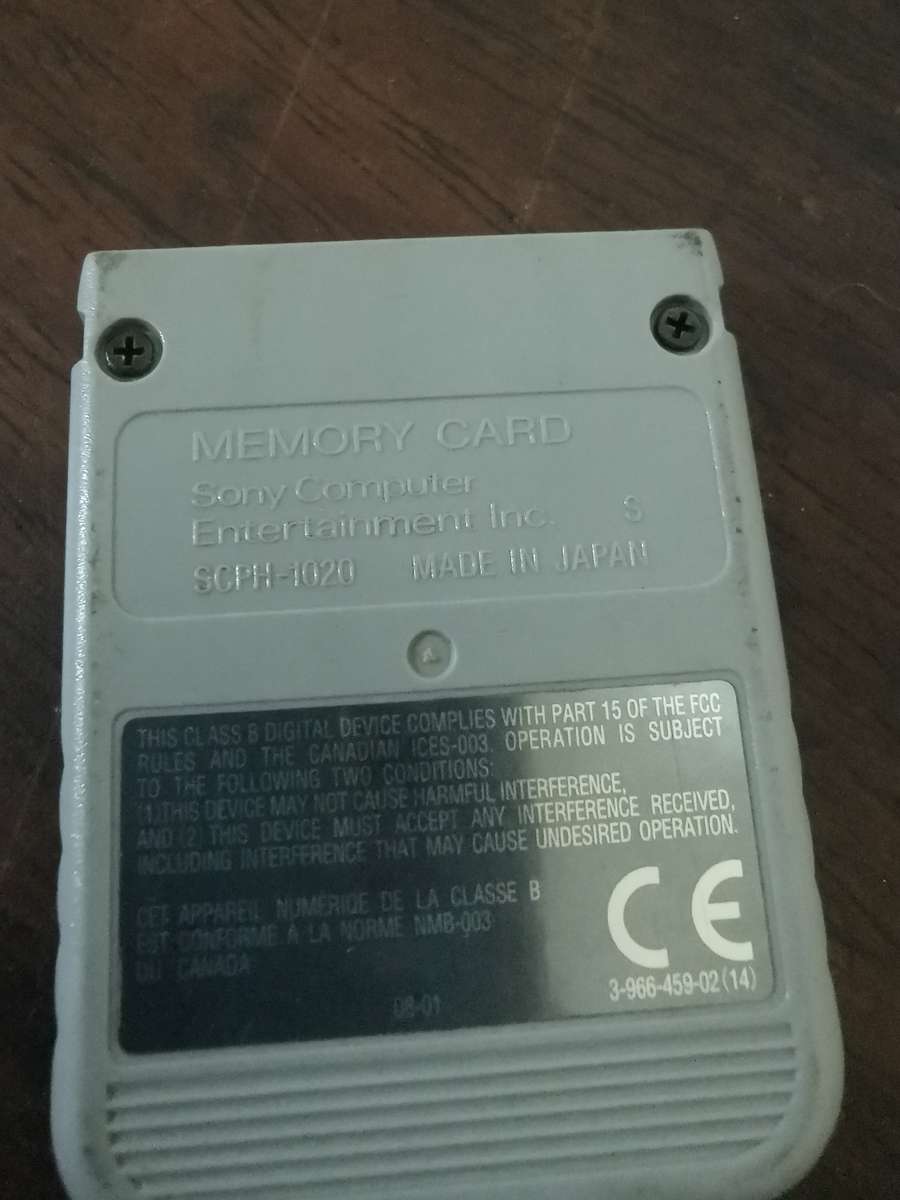 MEMORY CARD
Sony Computer
Entertainment Inc. S
SCPH-1020 MADE IN JAPAN
THIS CLASS B DIGITAL DEVICE COMPLIES WITH PART 15 OF THE FCC
RULES AND THE CANADIAN ICES-003. OPERATION IS SUBJECT
TO THE FOLLOWING TWO CONDITIONS:
(1) THIS DEVICE MAY NOT CAUSE HARMFUL INTERFERENCE,
AND (2) THIS DEVICE MUST ACCEPT ANY INTERFERENCE RECEIVED,
INCLUDING INTERFERENCE THAT MAY CAUSE UNDESIRED OPERATION.
CET APPAREIL NUMERIQE DE LA CLASSE B
EST CONFORME A LA NORME NMB-003
DU CANADA
CE
3-966-459-02(14)